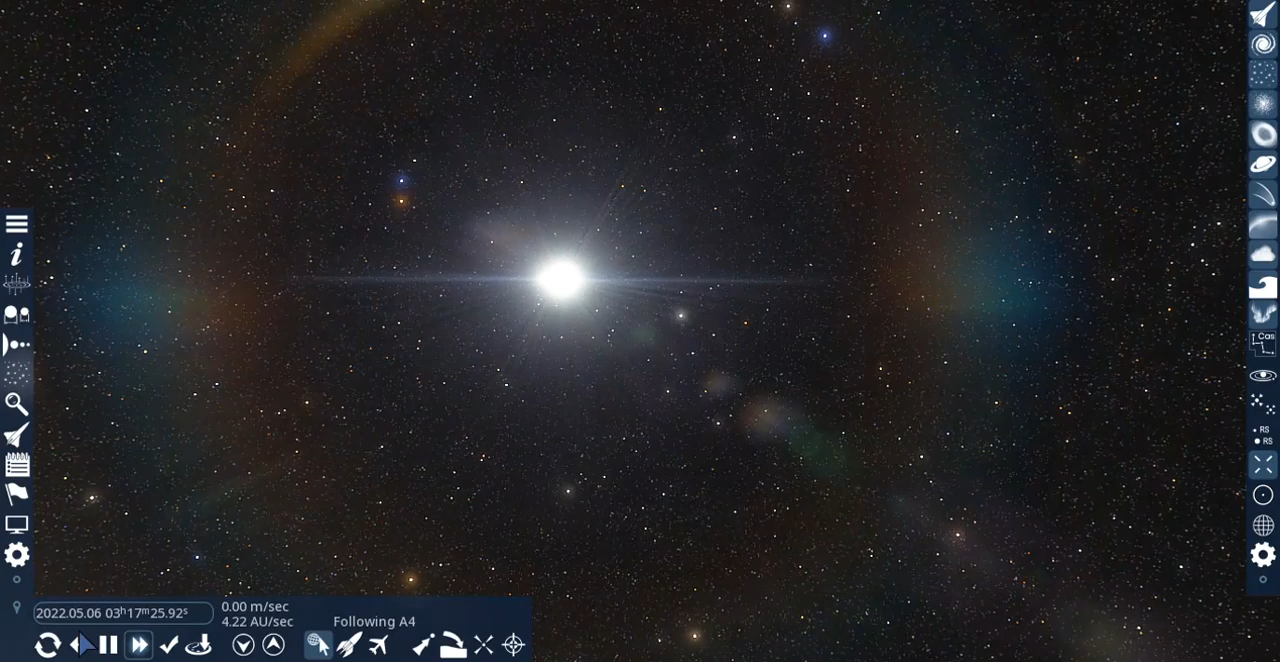 Cas
RS
RS
2022.05.06 03h17m25.92s
0.00 m/sec
4.22 AU/sec
Following A4